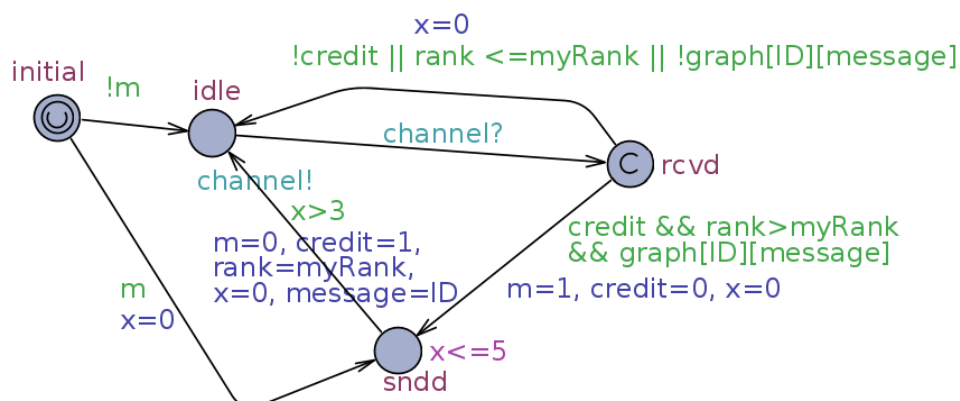 x=0
!credit || rank <=myRank || !graph[ID][message]
initial
!m
idle
channel?
C
rcvd
channel!
x>3
credit && rank>myRank
&& graph[ID][message]
m=0, credit=1,
rank=myRank,
x=0, message=ID
m=1, credit=0, x=0
m
x=0
x<=5
sndd